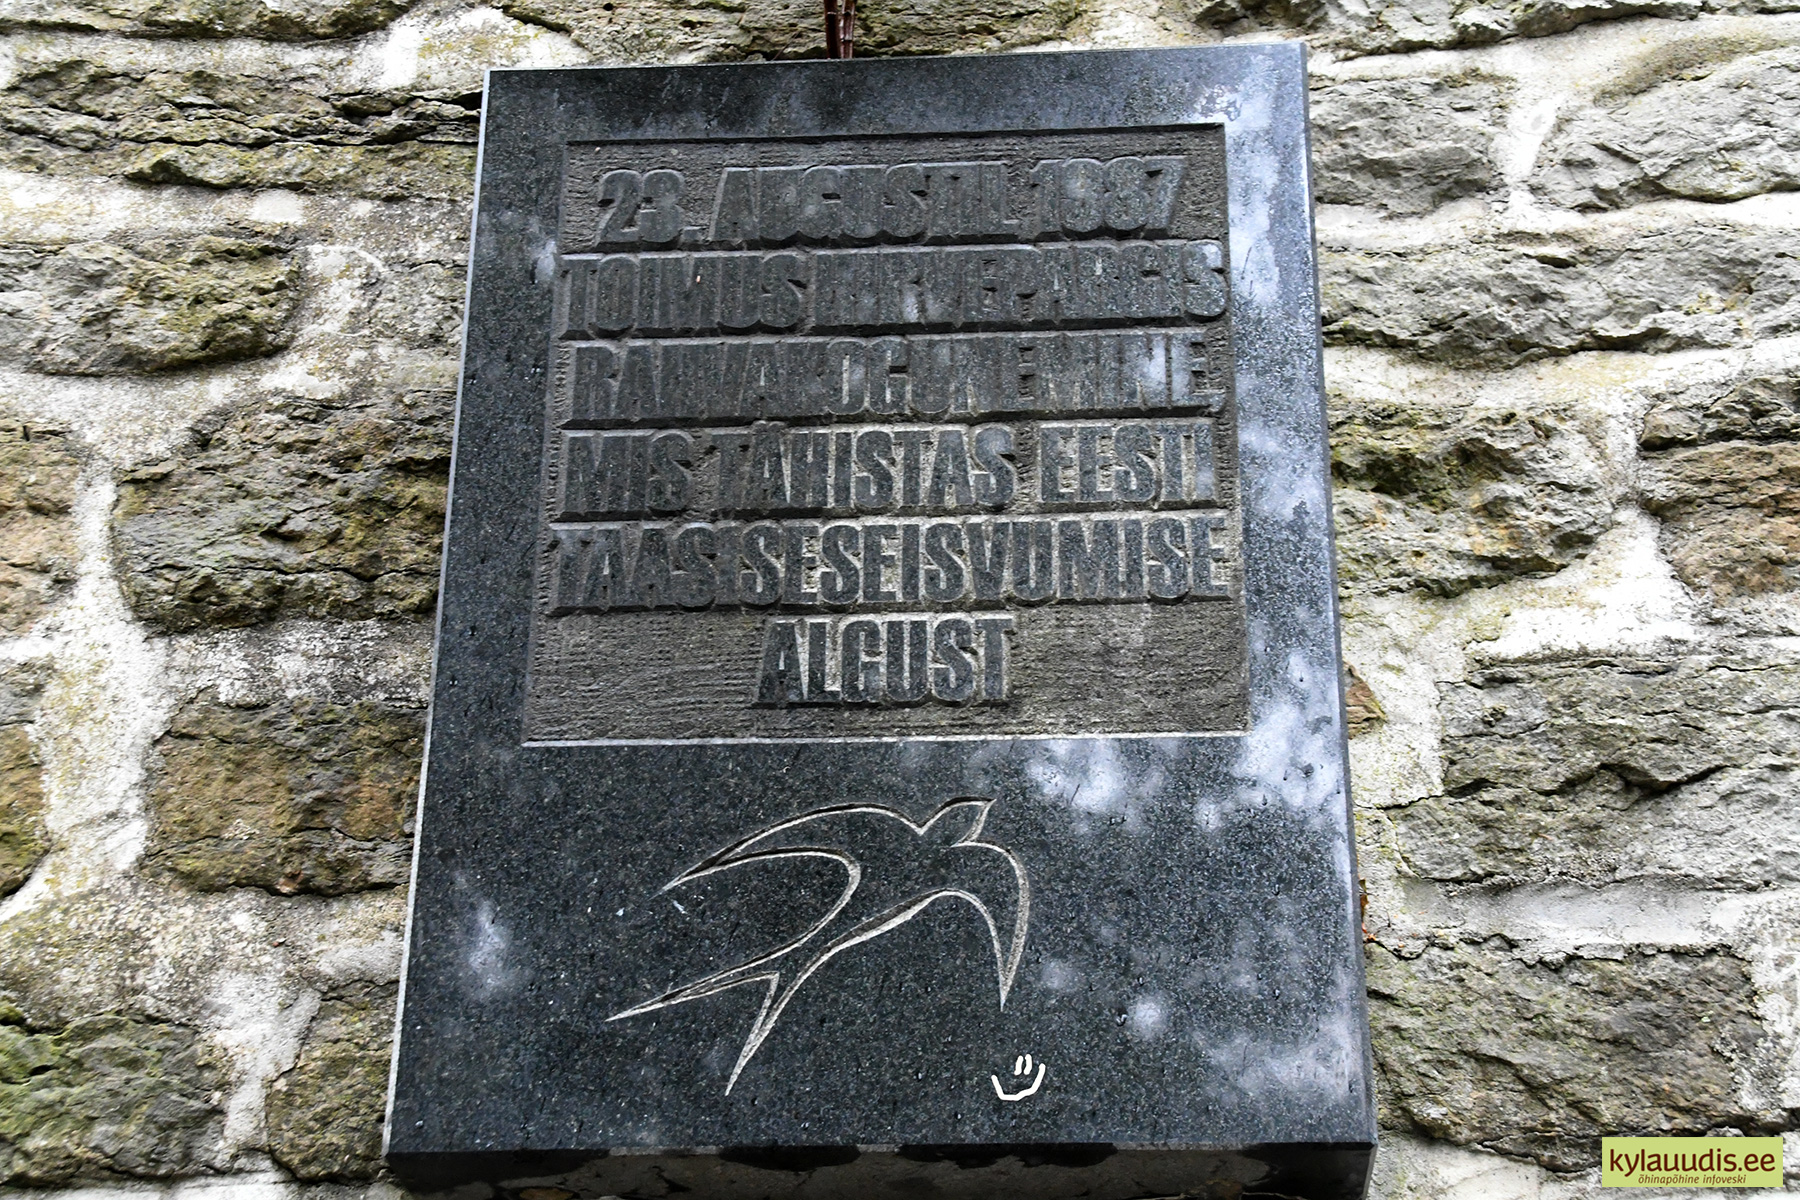 23. AUGUSTIL 1987
TOIMUS HIRVEPARGIS
RAHVAKOGUNEMINE
MIS TÄHISTAS EESTI
TAASISESEISVUMISE
ALGUST
kylauudis.ee
õhinapõhine infoveski